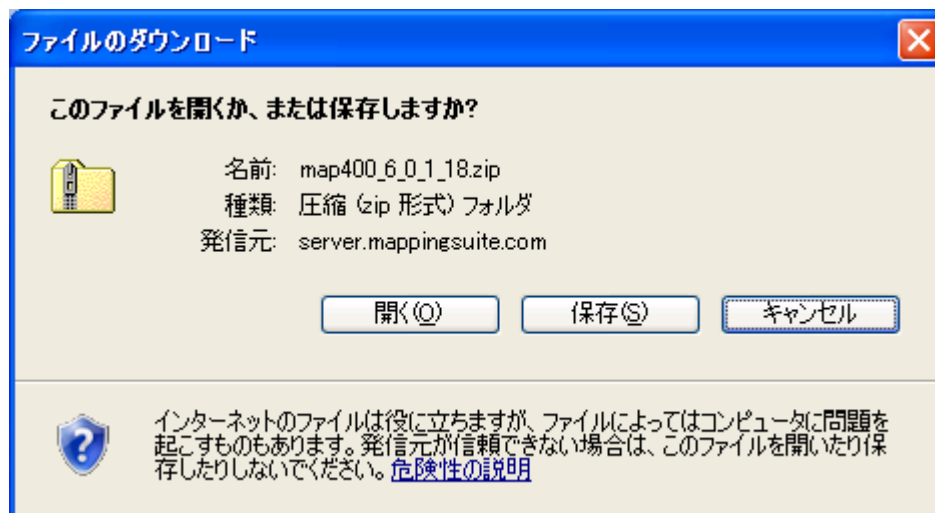 ファイルのダウンロード
このファイルを開くか、または保存しますか?
名前: map400_6_0_1_18.zip
種類: 圧縮 (zip 形式) フォルダ
発信元: server.mappingsuite.com
開く(O) 保存(S) キャンセル
インターネットのファイルは役に立ちますが、ファイルによってはコンピュータに問題を
起こすものもあります。発信元が信頼できない場合は、このファイルを開いたり保
存したりしないでください。危険性の説明